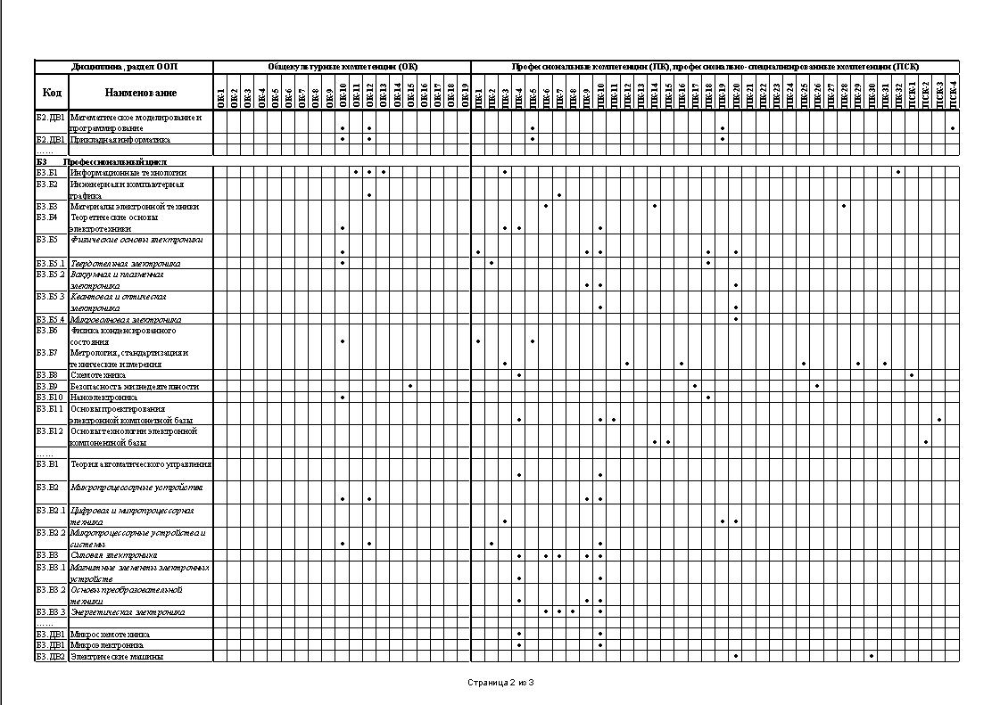 Дисциплина, раздел ООП Общекультурные компетенции (ОК) Профессиональные компетенции (ПК), профессионально-специализированные компетенции (ПСК)
Код Наименование ОК-1 ОК-2 ОК-3 ОК-4 ОК-5 ОК-6 ОК-7 ОК-8 ОК-9 ОК-10 ОК-11 ОК-12 ОК-13 ОК-14 ОК-15 ОК-16 ОК-17 ОК-18 ОК-19 ПК-1 ПК-2 ПК-3 ПК-4 ПК-5 ПК-6 ПК-7 ПК-8 ПК-9 ПК-10 ПК-11 ПК-12 ПК-13 ПК-14 ПК-15 ПК-16 ПК-17 ПК-18 ПК-19 ПК-20 ПК-21 ПК-22 ПК-23 ПК-24 ПК-25 ПК-26 ПК-27 ПК-28 ПК-29 ПК-30 ПК-31 ПК-32 ПСК-1 ПСК-2 ПСК-3 ПСК-4
Б2.ДВ1 Математическое моделирование и
программирование
Б2.ДВ1 Прикладная информатика
……
Б3 Профессиональный цикл
Б3.Б1 Информационные технологии
Б3.Б2 Инженерная и компьютерная
графика
Б3.Б3 Материалы электронной техники
Б3.Б4 Теоретические основы
электротехники
Б3.Б5 Физические основы электроники
Б3.Б5.1 Твердотельная электроника
Б3.Б5.2 Вакуумная и плазменная
электроника
Б3.Б5.3 Квантовая и оптическая
электроника
Б3.Б5.4 Микроволновая электроника
Б3.Б6 Физика конденсированного
состояния
Б3.Б7 Метрология, стандартизация и
технические измерения
Б3.Б8 Схемотехника
Б3.Б9 Безопасность жизнедеятельности
Б3.Б10 Наноэлектроника
Б3.Б11 Основы проектирования
электронной компонетной базы
Б3.Б12 Основы технологии электронной
компонентной базы
……
Б3.В1 Теория автоматического управления
Б3.В2 Микропроцессорные устройства
Б3.В2.1 Цифровая и микропроцессорная
техника
Б3.В2.2 Микропроцессорные устройства и
системы
Б3.В3 Силовая электроника
Б3.В3.1 Магнитные элементы электронных
устройств
Б3.В3.2 Основы преобразовательной
техники
Б3.В3.3 Энергетическая электроника
……
Б3.ДВ1 Микросхемотехника
Б3.ДВ1 Микроэлектроника
Б3.ДВ2 Электрические машины
Страница 2 из 3